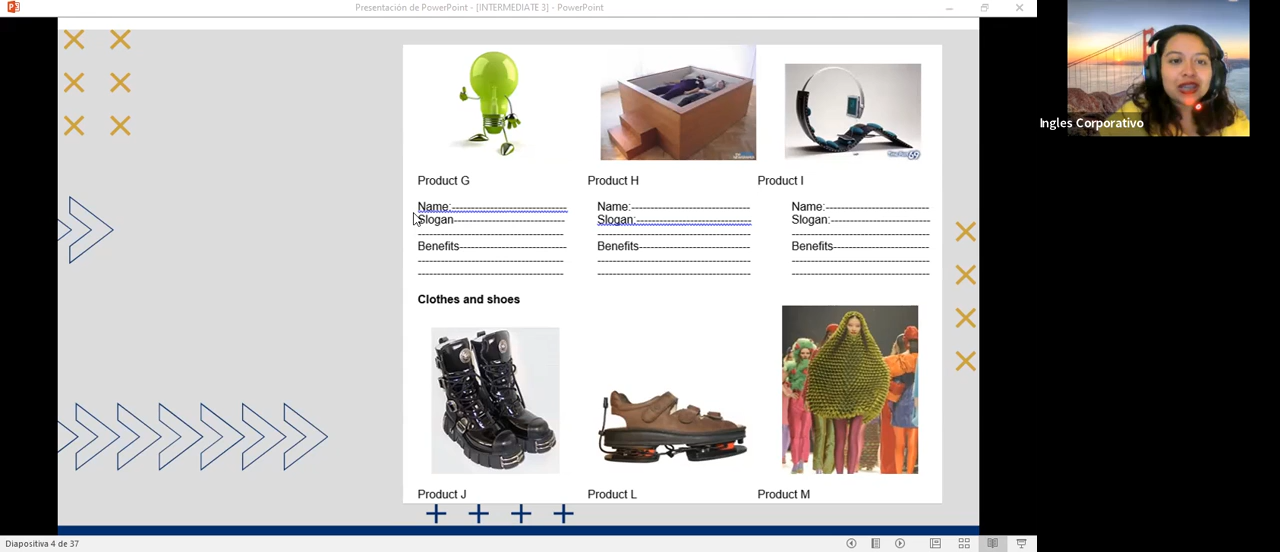 Presentación de PowerPoint - [INTERMEDIATE 3] - PowerPoint
Ingles Corporativo
Product G
Product H
Product I
Name:------------------------------
Name:------------------------------
Name:------------------------------
Slogan-----------------------------
Slogan:-----------------------------
Slogan:-----------------------------
--------------------------------------
--------------------------------------
--------------------------------------
Benefits----------------------------
Benefits----------------------------
Benefits----------------------------
--------------------------------------
--------------------------------------
--------------------------------------
--------------------------------------
--------------------------------------
--------------------------------------
Clothes and shoes
Product J
Product L
Product M
Diapositiva 4 de 37